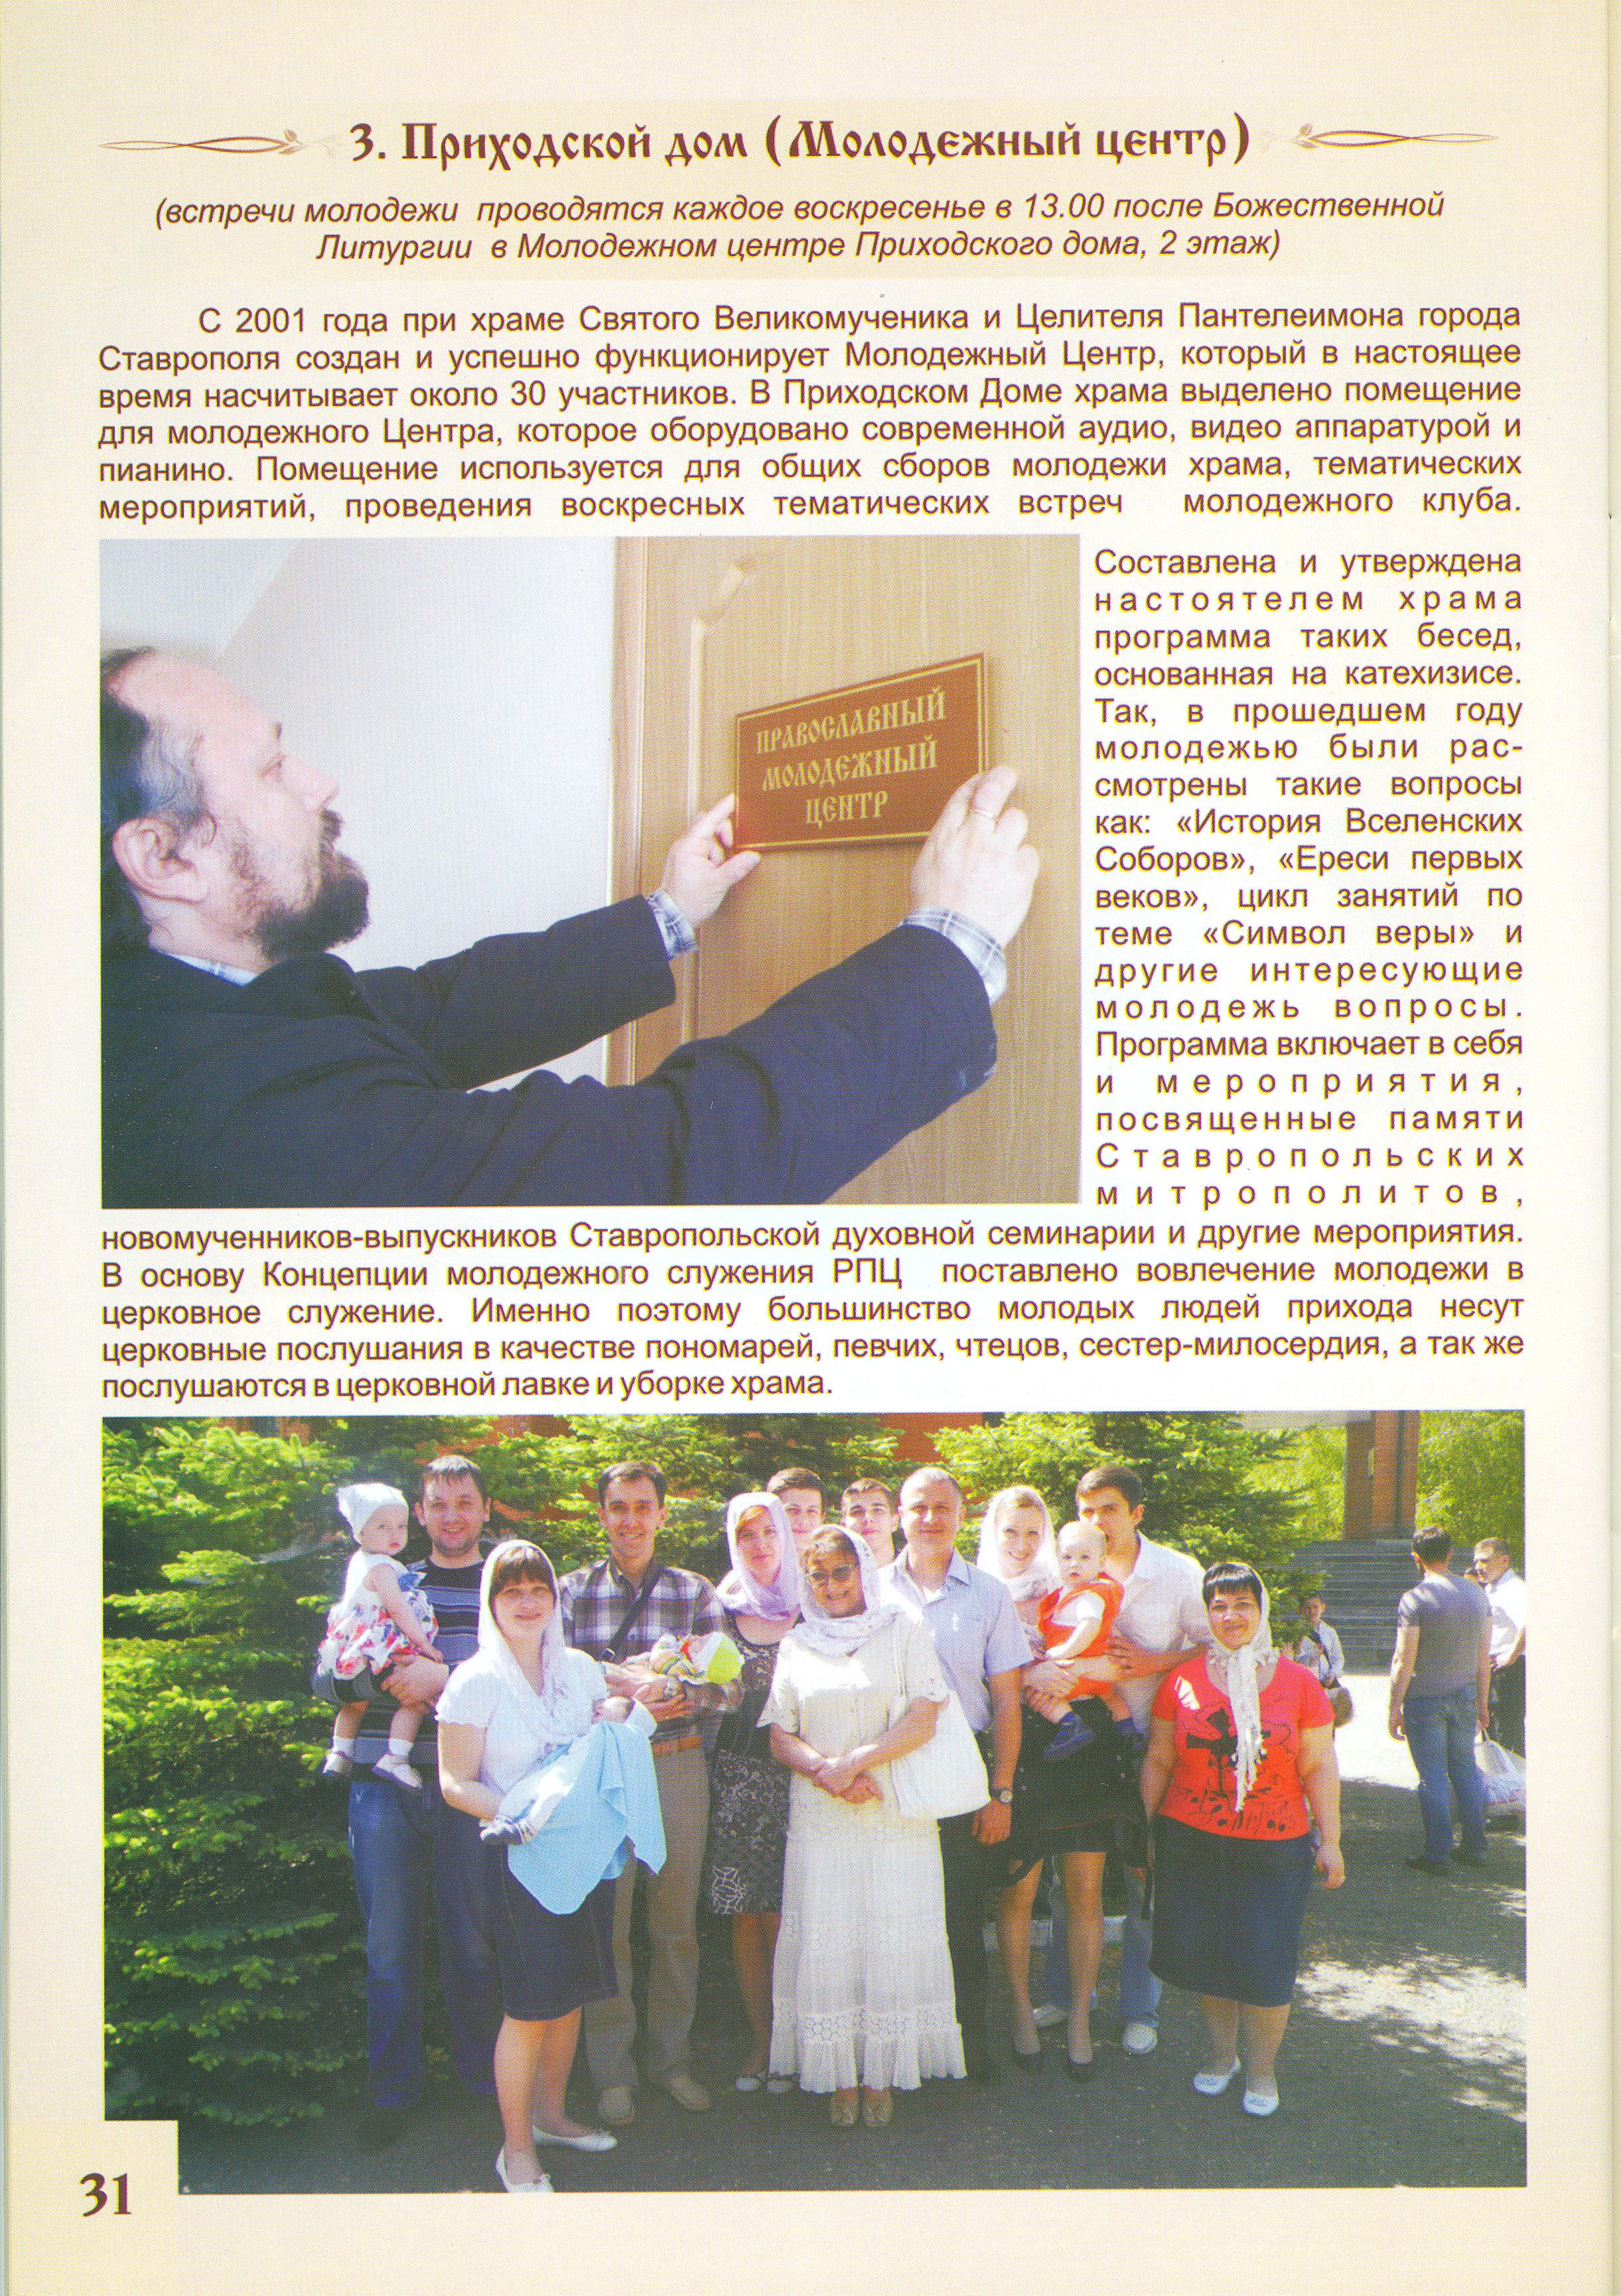 3. Приходской дом (Молодежный центр)
(встречи молодежи проводятся каждое воскресенье в 13.00 после Божественной
Литургии в Молодежном центре Приходского дома, 2 этаж)
С 2001 года при храме Святого Великомученика и Целителя Пантелеимона города
Ставрополя создан и успешно функционирует Молодежный Центр, который в настоящее
время насчитывает около 30 участников. В Приходском Доме храма выделено помещение
для молодежного Центра, которое оборудовано современной аудио, видео аппаратурой и
пианино. Помещение используется для общих сборов молодежи храма, тематических
мероприятий, проведения воскресных тематических встреч молодежного клуба.
ПРАВОСЛАВНЫЙ
МОЛОДЕЖНЫЙ
ЦЕНТР
Составлена и утверждена
настоятелем храма
программа таких бесед,
основанная на катехизисе.
Так, в прошедшем году
молодежью были рас-
смотрены такие вопросы
как: «История Вселенских
Соборов», «Ереси первых
веков», цикл занятий по
теме «Символ веры» и
другие интересующие
молодежь вопросы.
Программа включает в себя
и мероприятия,
посвященные памяти
Ставропольских
митрополитов,
новомученников-выпускников Ставропольской духовной семинарии и другие мероприятия.
В основу Концепции молодежного служения РПЦ поставлено вовлечение молодежи в
церковное служение. Именно поэтому большинство молодых людей прихода несут
церковные послушания в качестве пономарей, певчих, чтецов, сестер-милосердия, а так же
послушаются в церковной лавке и уборке храма.
31